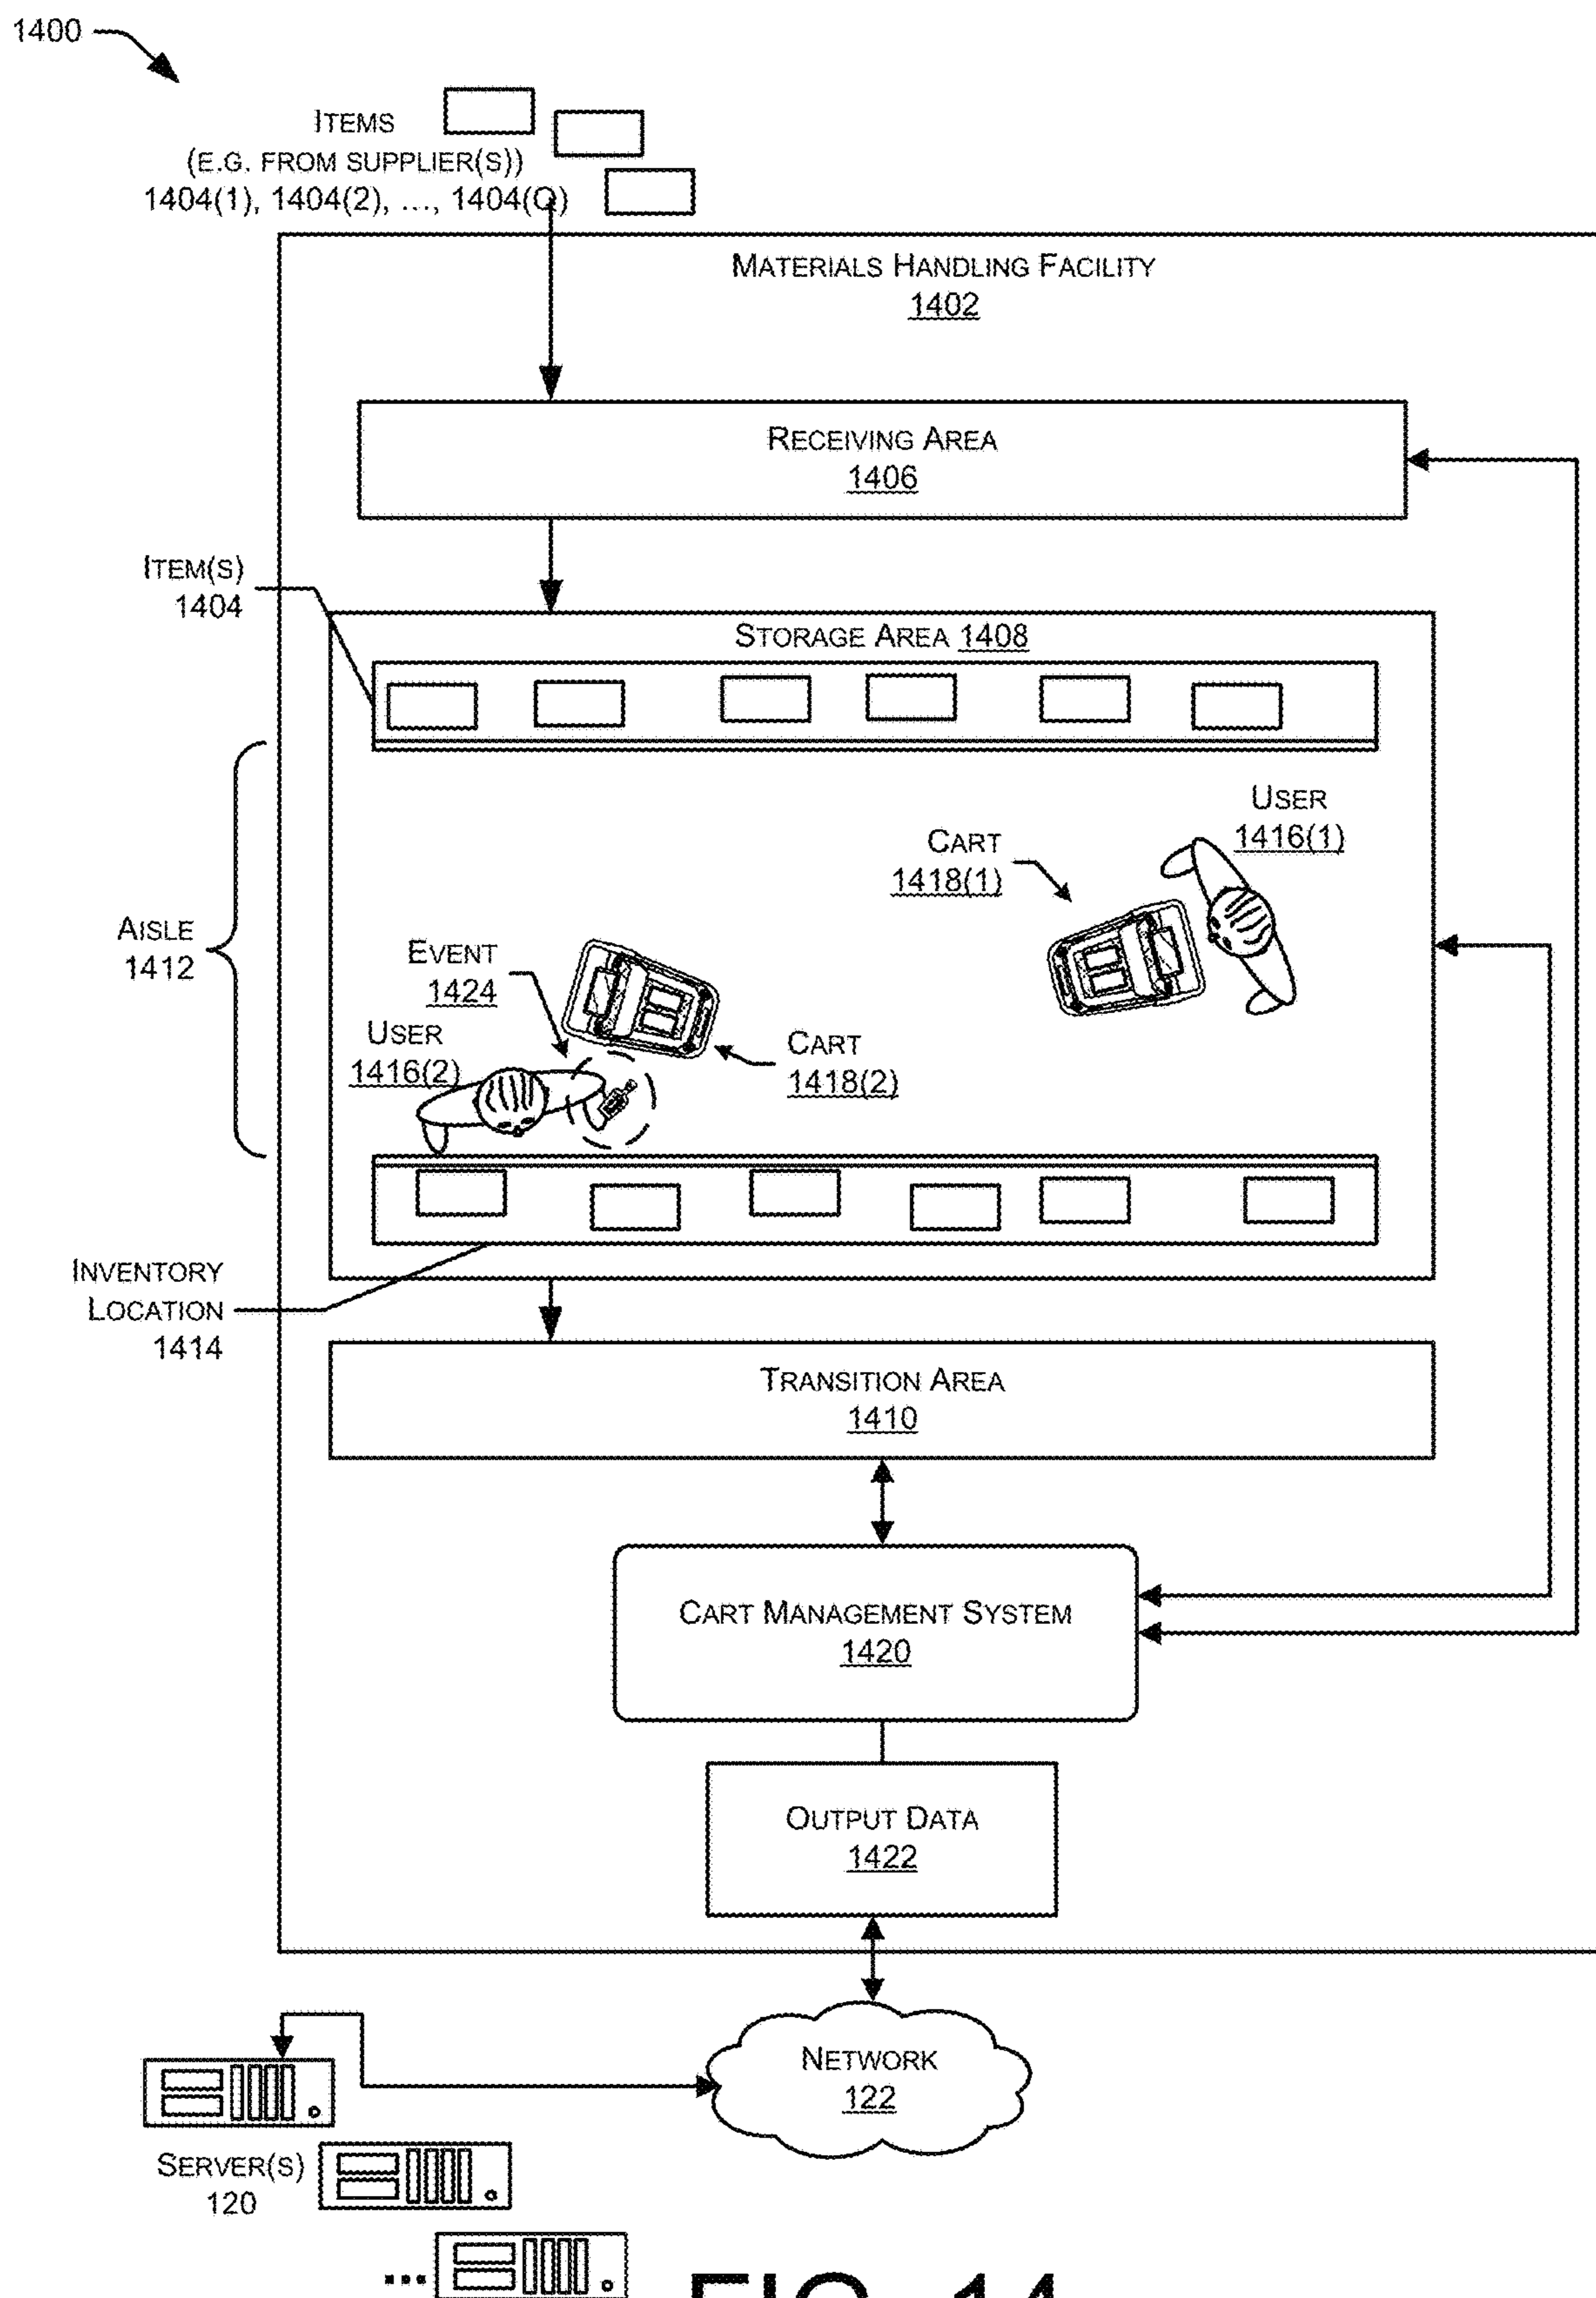 1400
ITEMS
(E.G. FROM SUPPLIER(S))
1404(1), 1404(2), ..., 1404(Q)
MATERIALS HANDLING FACILITY
1402
RECEIVING AREA
1406
ITEM(S)
1404
STORAGE AREA 1408
USER
1416(1)
CART
1418(1)
AISLE
1412
EVENT
1424
USER
1416(2)
CART
1418(2)
INVENTORY
LOCATION
1414
TRANSITION AREA
1410
CART MANAGEMENT SYSTEM
1420
OUTPUT DATA
1422
NETWORK
122
SERVER(S)
120
...
FIG. 14